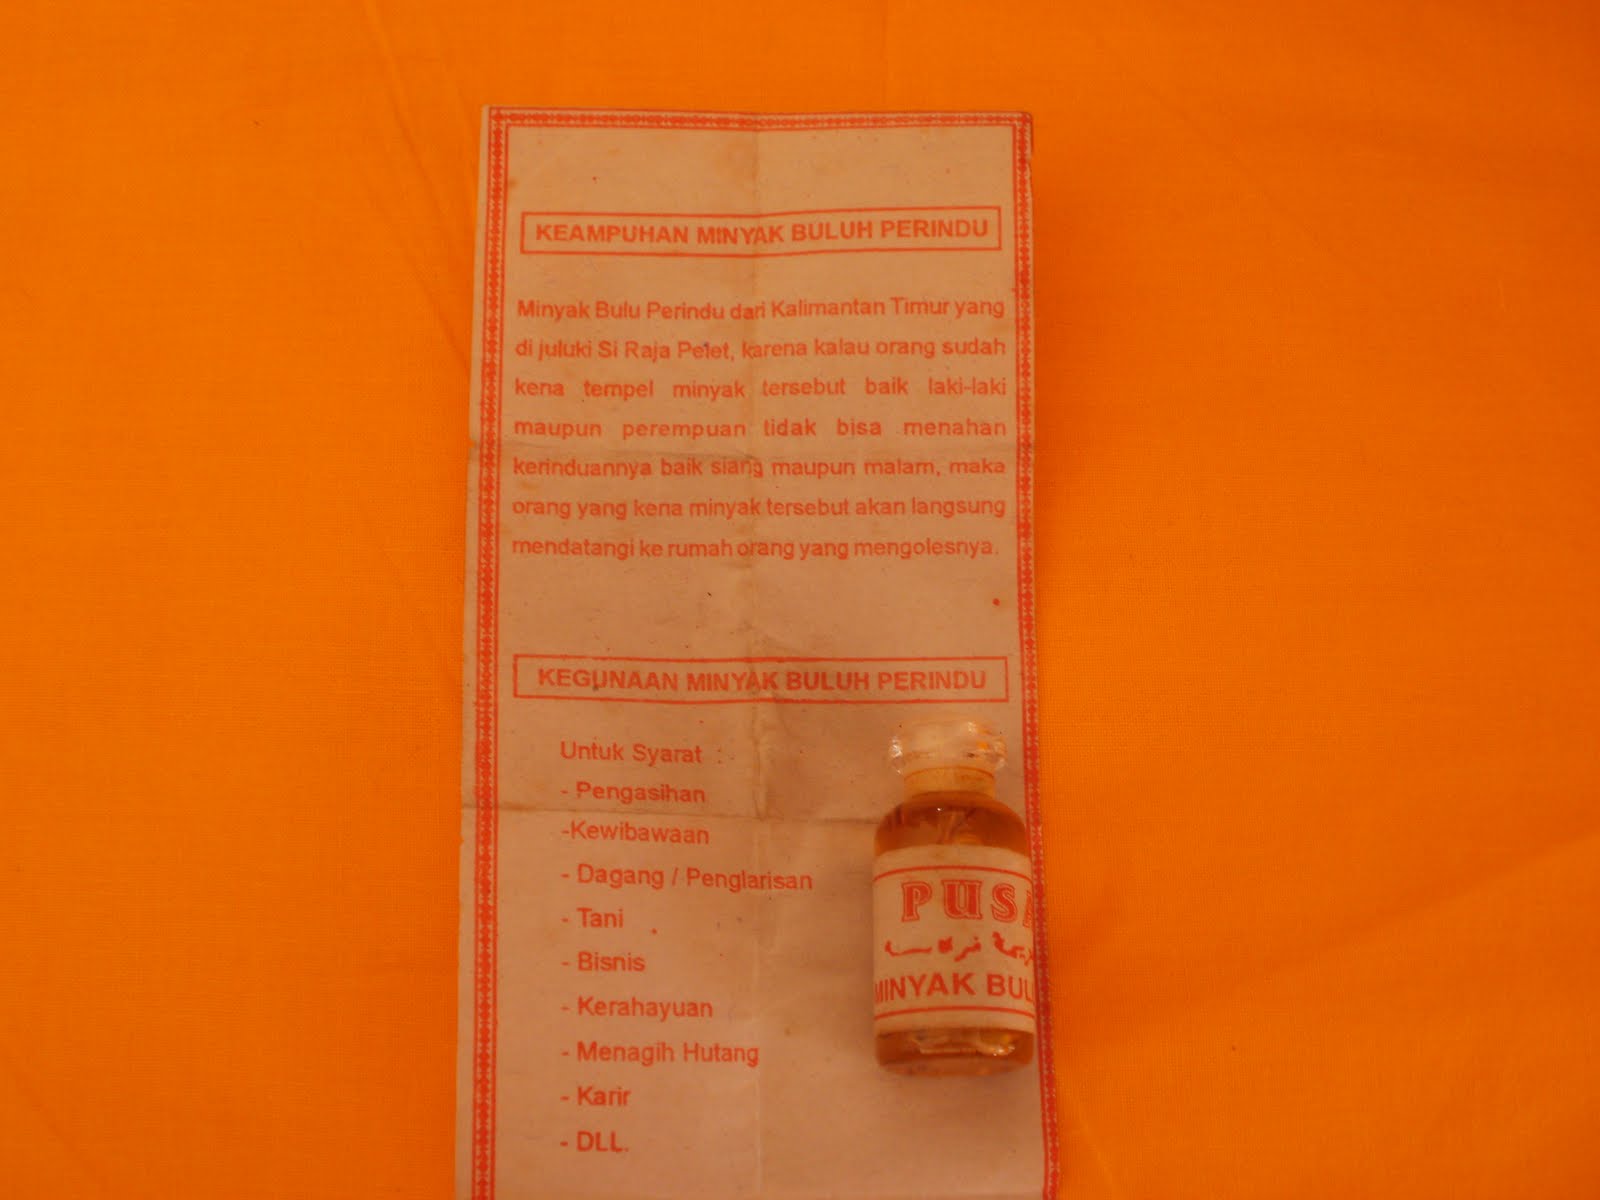 KEAMPUHAN MINYAK BULUH PERINDU
Minyak Bulu Perindu dari Kalimantan Timur yang
di juluki Si Raja Pelet, karena kalau orang sudah
kena tempel minyak tersebut baik laki-laki
maupun perempuan tidak bisa menahan
kerinduannya baik siang maupun malam, maka
orang yang kena minyak tersebut akan langsung
mendatangi ke rumah orang yang mengolesnya.
KEGUNAAN MINYAK BULUH PERINDU
Untuk Syarat :
- Pengasihan
-Kewibawaan
- Dagang / Penglarisan
- Tani
- Bisnis
- Kerahayuan
- Menagih Hutang
- Karir
- DLL.
PUS
MINYAK BUL